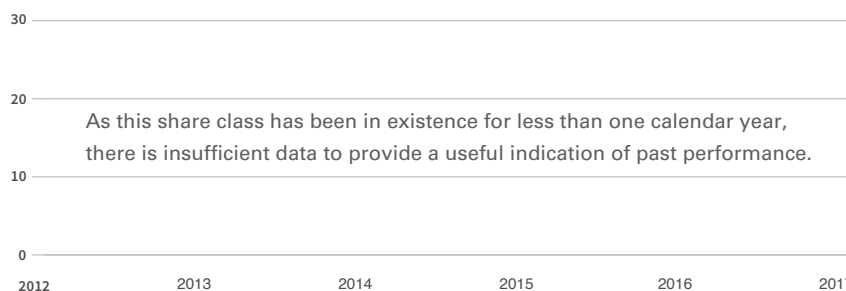 30
20
As this share class has been in existence for less than one calendar year,
there is insufficient data to provide a useful indication of past performance.
10
0
2012 2013 2014 2015 2016 2017